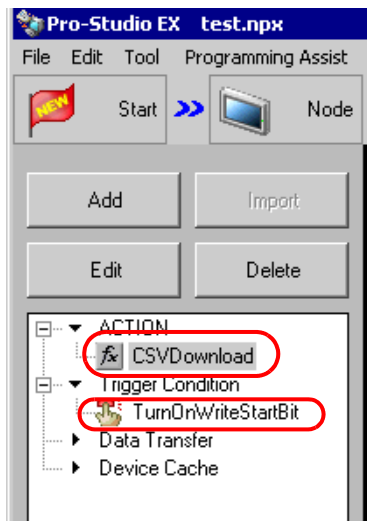 Pro-Studio EX test.npx
File Edit Tool Programming Assist
NEW Start Node
Add Import
Edit Delete
ACTION
fx CSVDownload
Trigger Condition
TurnOnWriteStartBit
Data Transfer
Device Cache